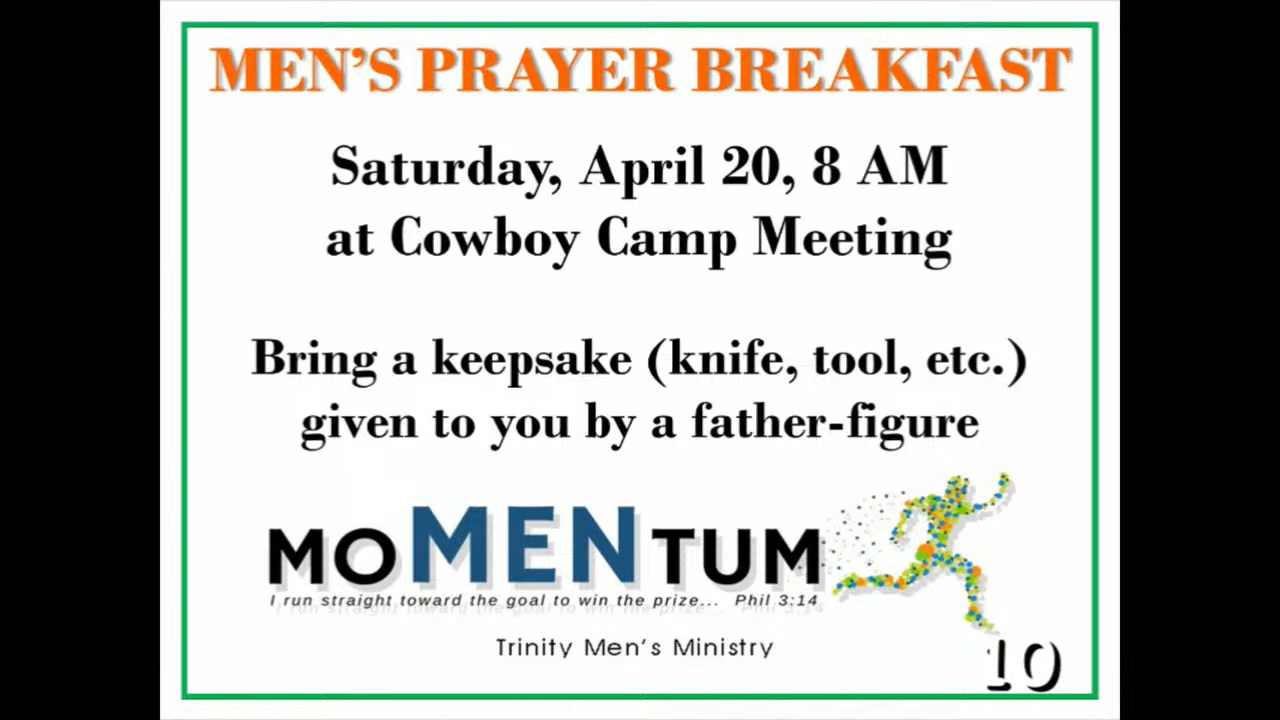 MEN'S PRAYER BREAKFAST
Saturday, April 20, 8 AM
at Cowboy Camp Meeting
Bring a keepsake (knife, tool, etc.)
given to you by a father-figure
MOMENTUM
I run straight toward the goal to win the prize... Phil 3:14
Trinity Men's Ministry
10